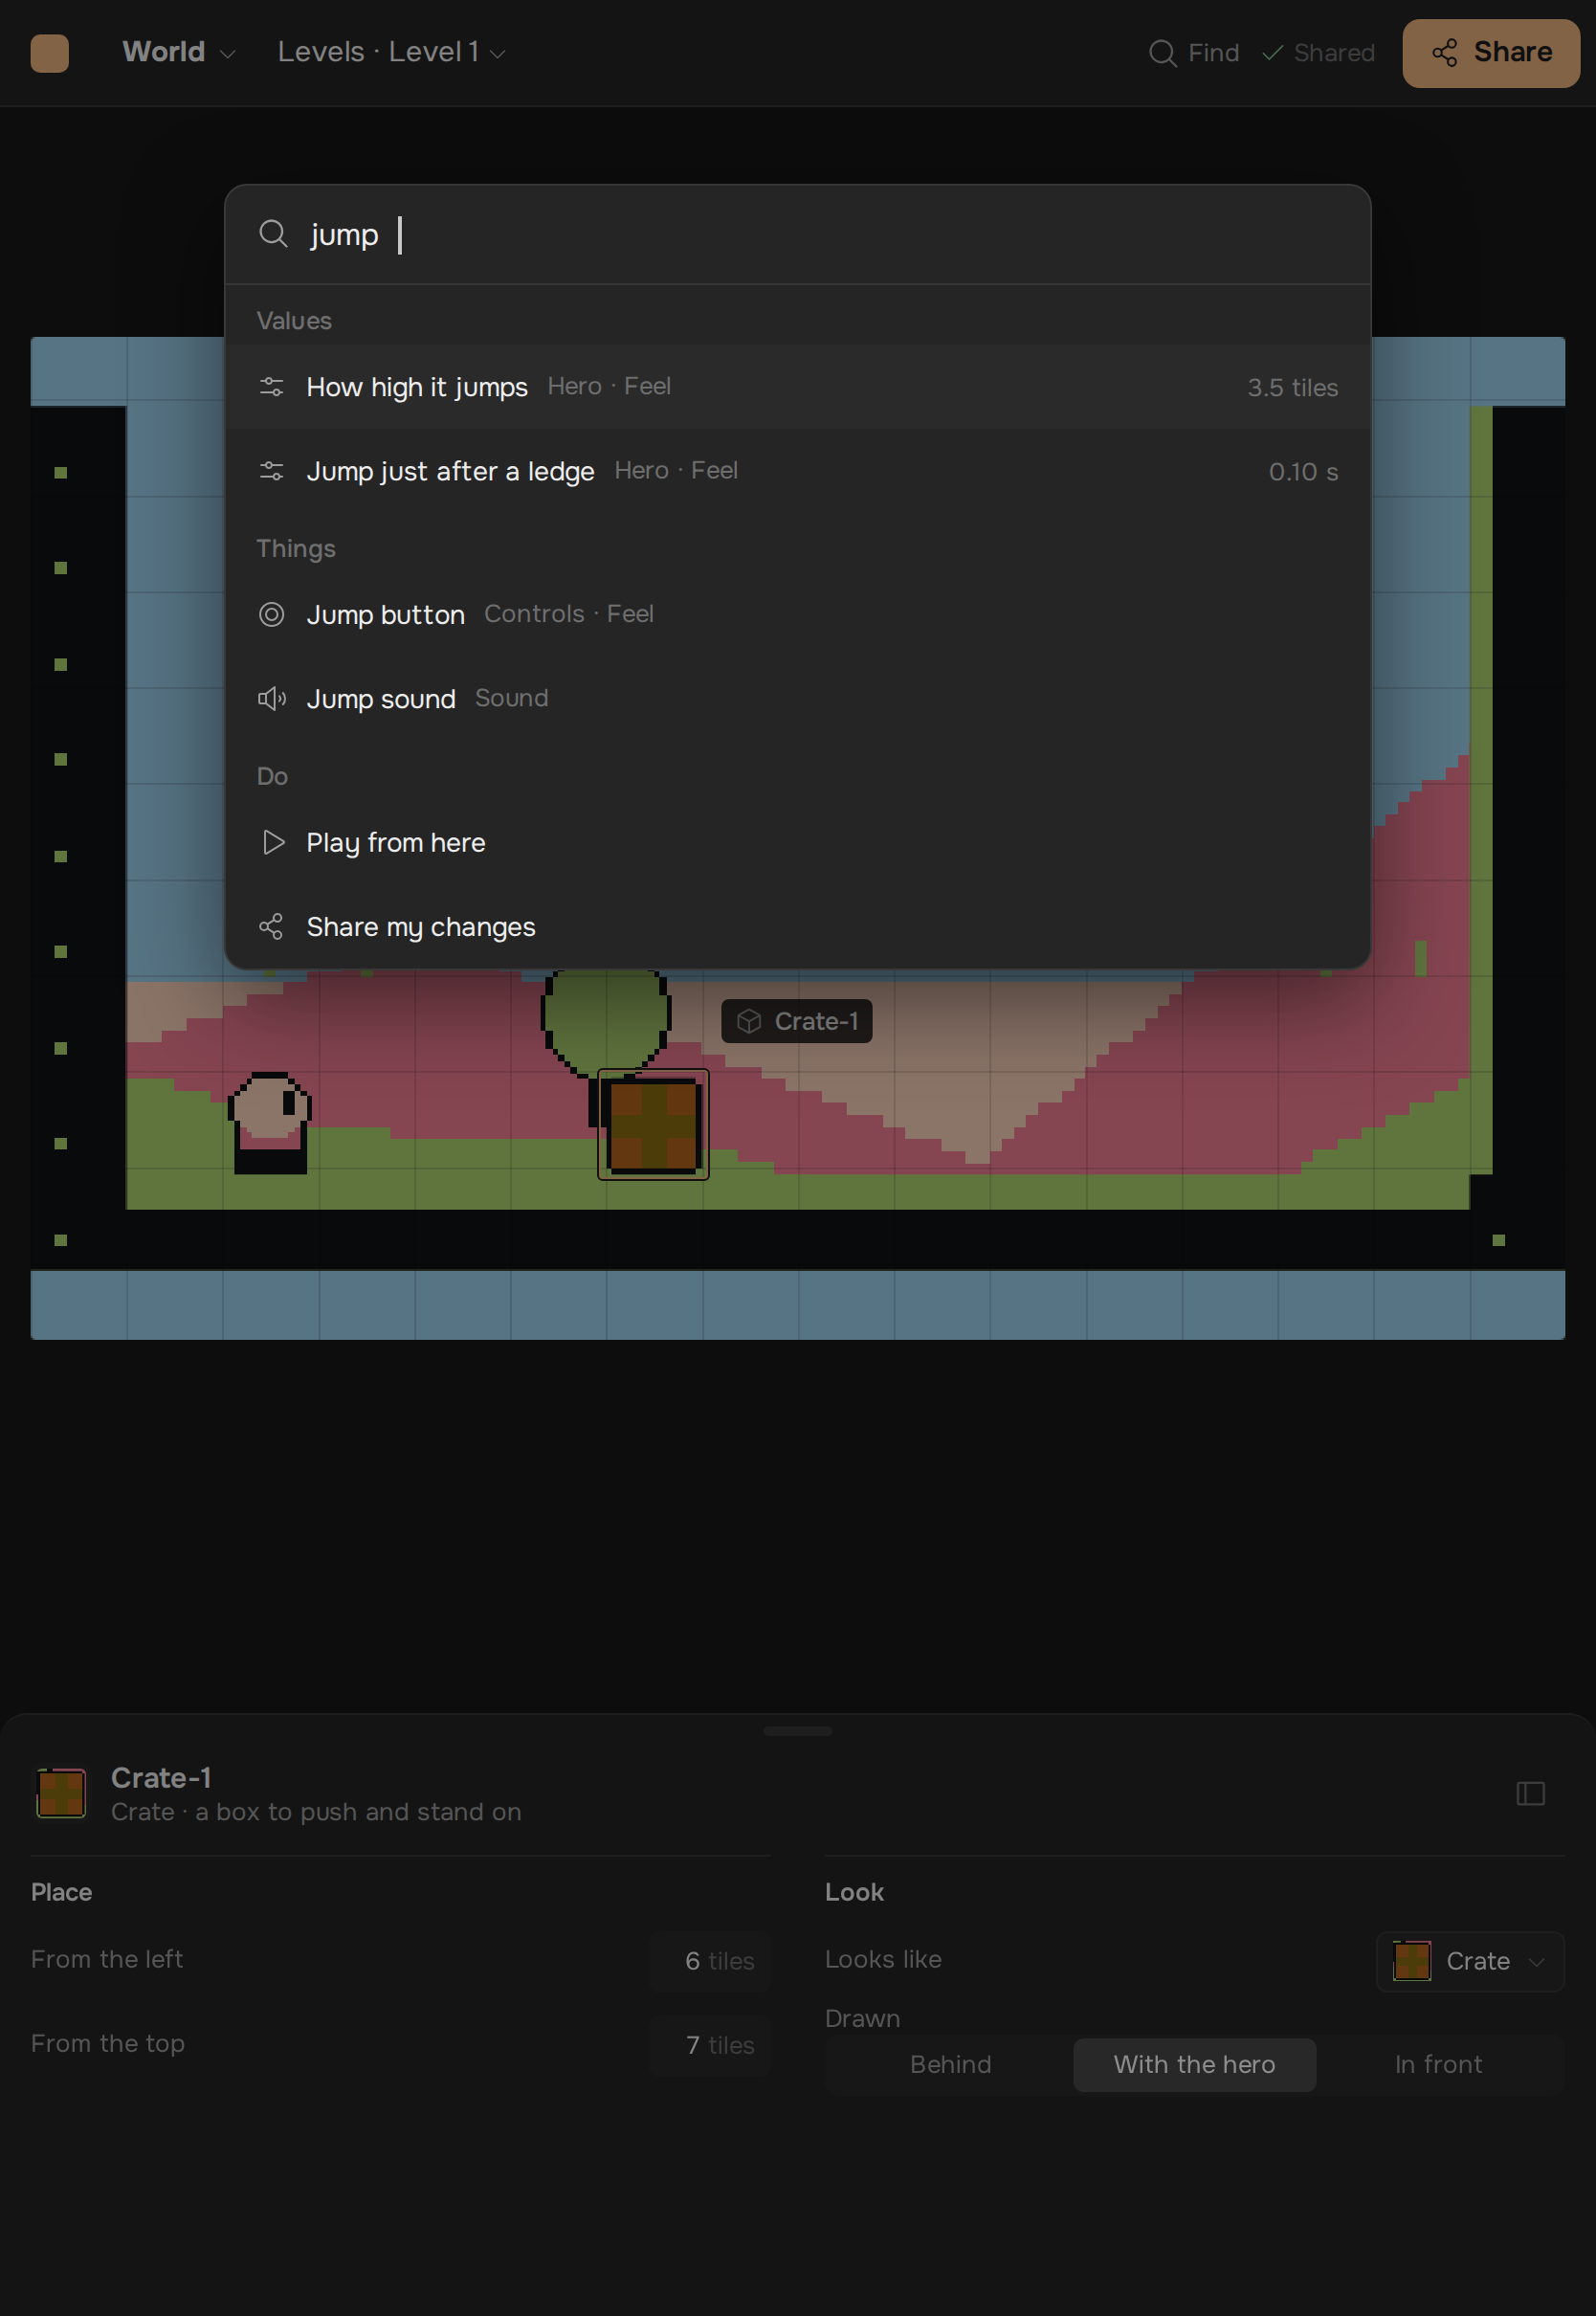 World Levels · Level 1 Find Shared Share
jump
Values
How high it jumps Hero · Feel 3.5 tiles
Jump just after a ledge Hero · Feel 0.10 s
Things
Jump button Controls · Feel
Jump sound Sound
Do
Play from here
Share my changes
Crate-1
Crate-1
Crate · a box to push and stand on
Place
From the left 6 tiles
From the top 7 tiles
Look
Looks like Crate
Drawn
Behind With the hero In front